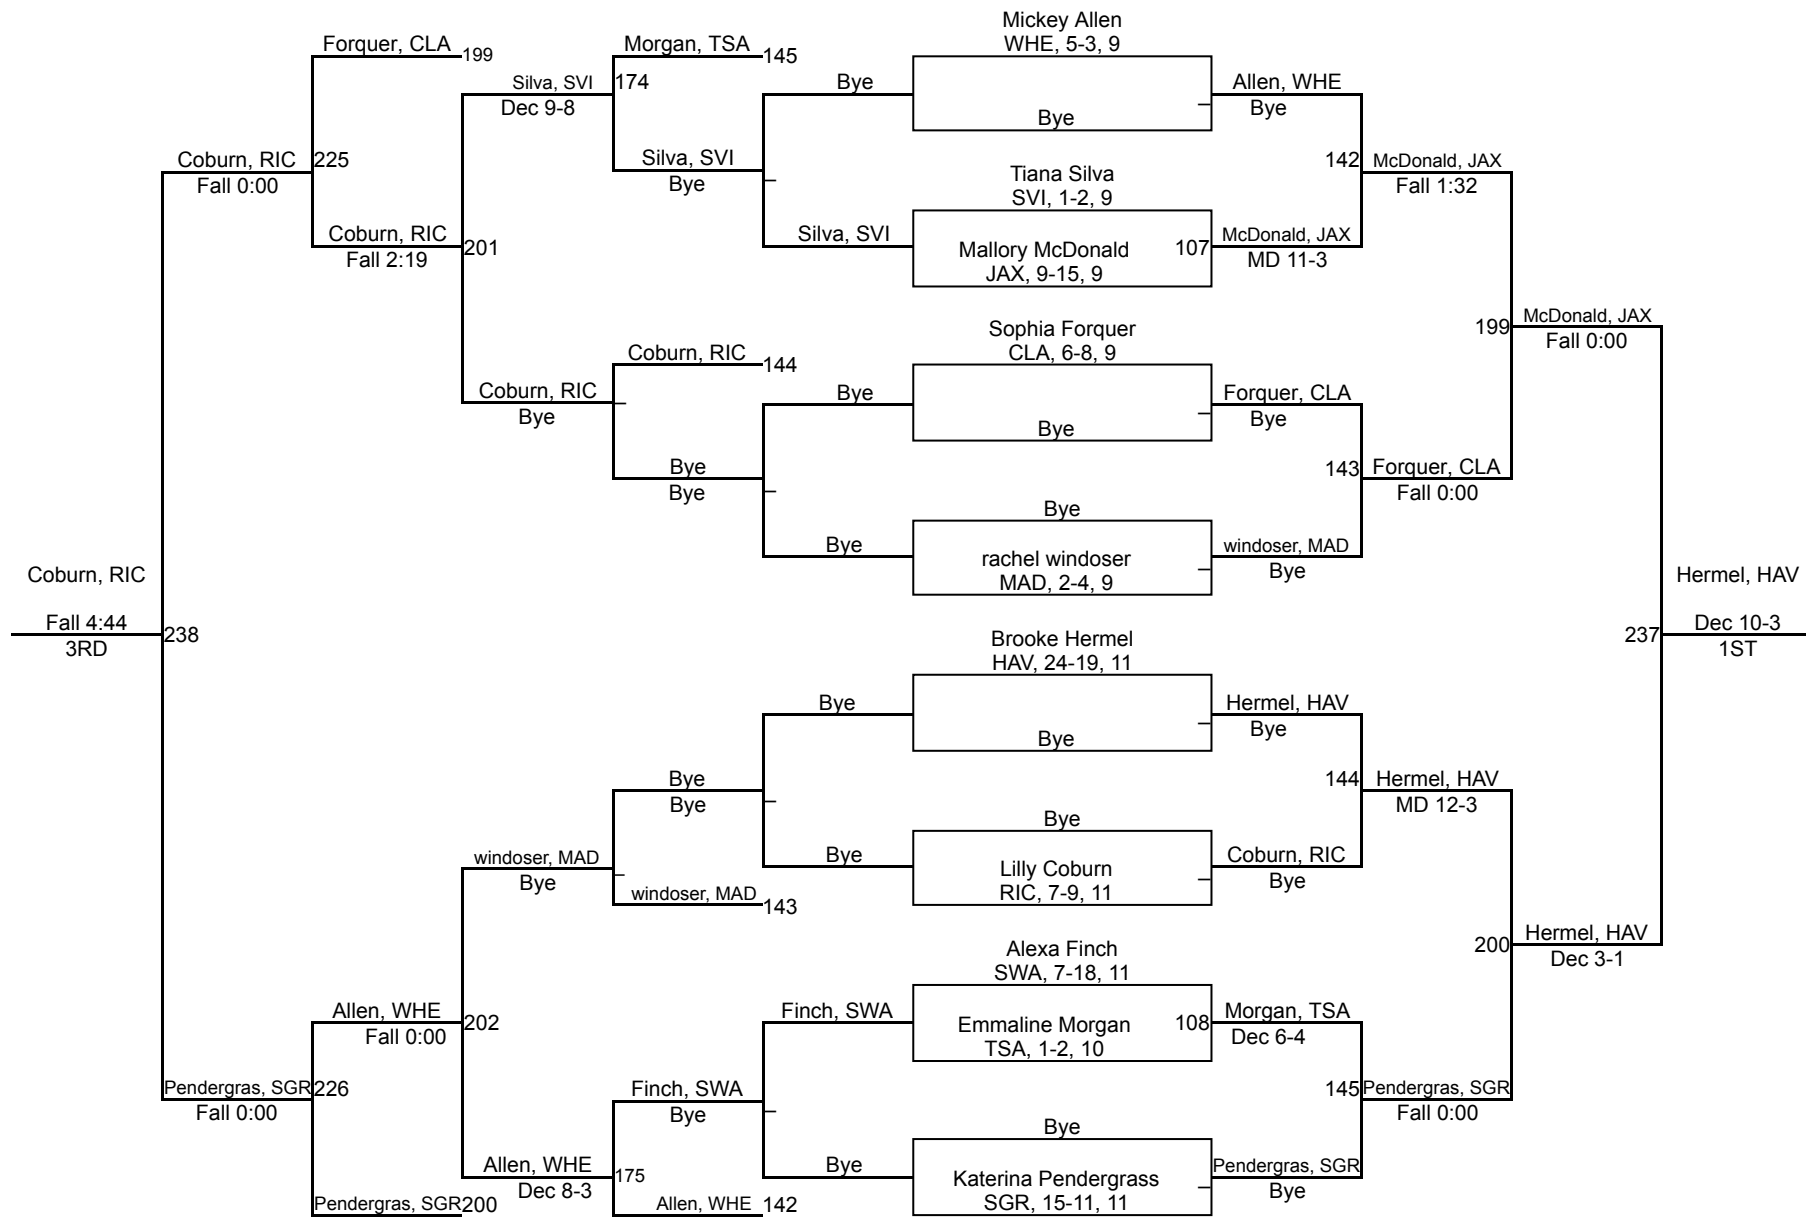 Mickey Allen
WHE, 5-3, 9
Forquer, CLA
199
Morgan, TSA
145
Silva, SVI
174
Dec 9-8
Bye
Bye
Allen, WHE
Bye
Coburn, RIC
225
Fall 0:00
Silva, SVI
Bye
Tiana Silva
SVI, 1-2, 9
142
McDonald, JAX
Fall 1:32
Coburn, RIC
201
Fall 2:19
Silva, SVI
Mallory McDonald
JAX, 9-15, 9
107
McDonald, JAX
MD 11-3
Sophia Forquer
CLA, 6-8, 9
199
McDonald, JAX
Fall 0:00
Coburn, RIC
144
Coburn, RIC
Bye
Bye
Bye
Forquer, CLA
Bye
Bye
Bye
143
Forquer, CLA
Fall 0:00
Bye
Bye
rachel windoser
MAD, 2-4, 9
windoser, MAD
Bye
Coburn, RIC
Fall 4:44
3RD
238
Hermel, HAV
237
Dec 10-3
1ST
Brooke Hermel
HAV, 24-19, 11
Bye
Bye
Hermel, HAV
Bye
Bye
Bye
144
Hermel, HAV
MD 12-3
Bye
windoser, MAD
Bye
Bye
Lilly Coburn
RIC, 7-9, 11
Coburn, RIC
Bye
windoser, MAD
143
Alexa Finch
SWA, 7-18, 11
200
Hermel, HAV
Dec 3-1
Allen, WHE
202
Fall 0:00
Finch, SWA
Emmaline Morgan
TSA, 1-2, 10
108
Morgan, TSA
Dec 6-4
Pendergras, SGR
226
Fall 0:00
Finch, SWA
Bye
145
Pendergras, SGR
Fall 0:00
Bye
Allen, WHE
175
Dec 8-3
Bye
Katerina Pendergrass
SGR, 15-11, 11
Pendergras, SGR
Bye
Pendergras, SGR
200
Allen, WHE
142